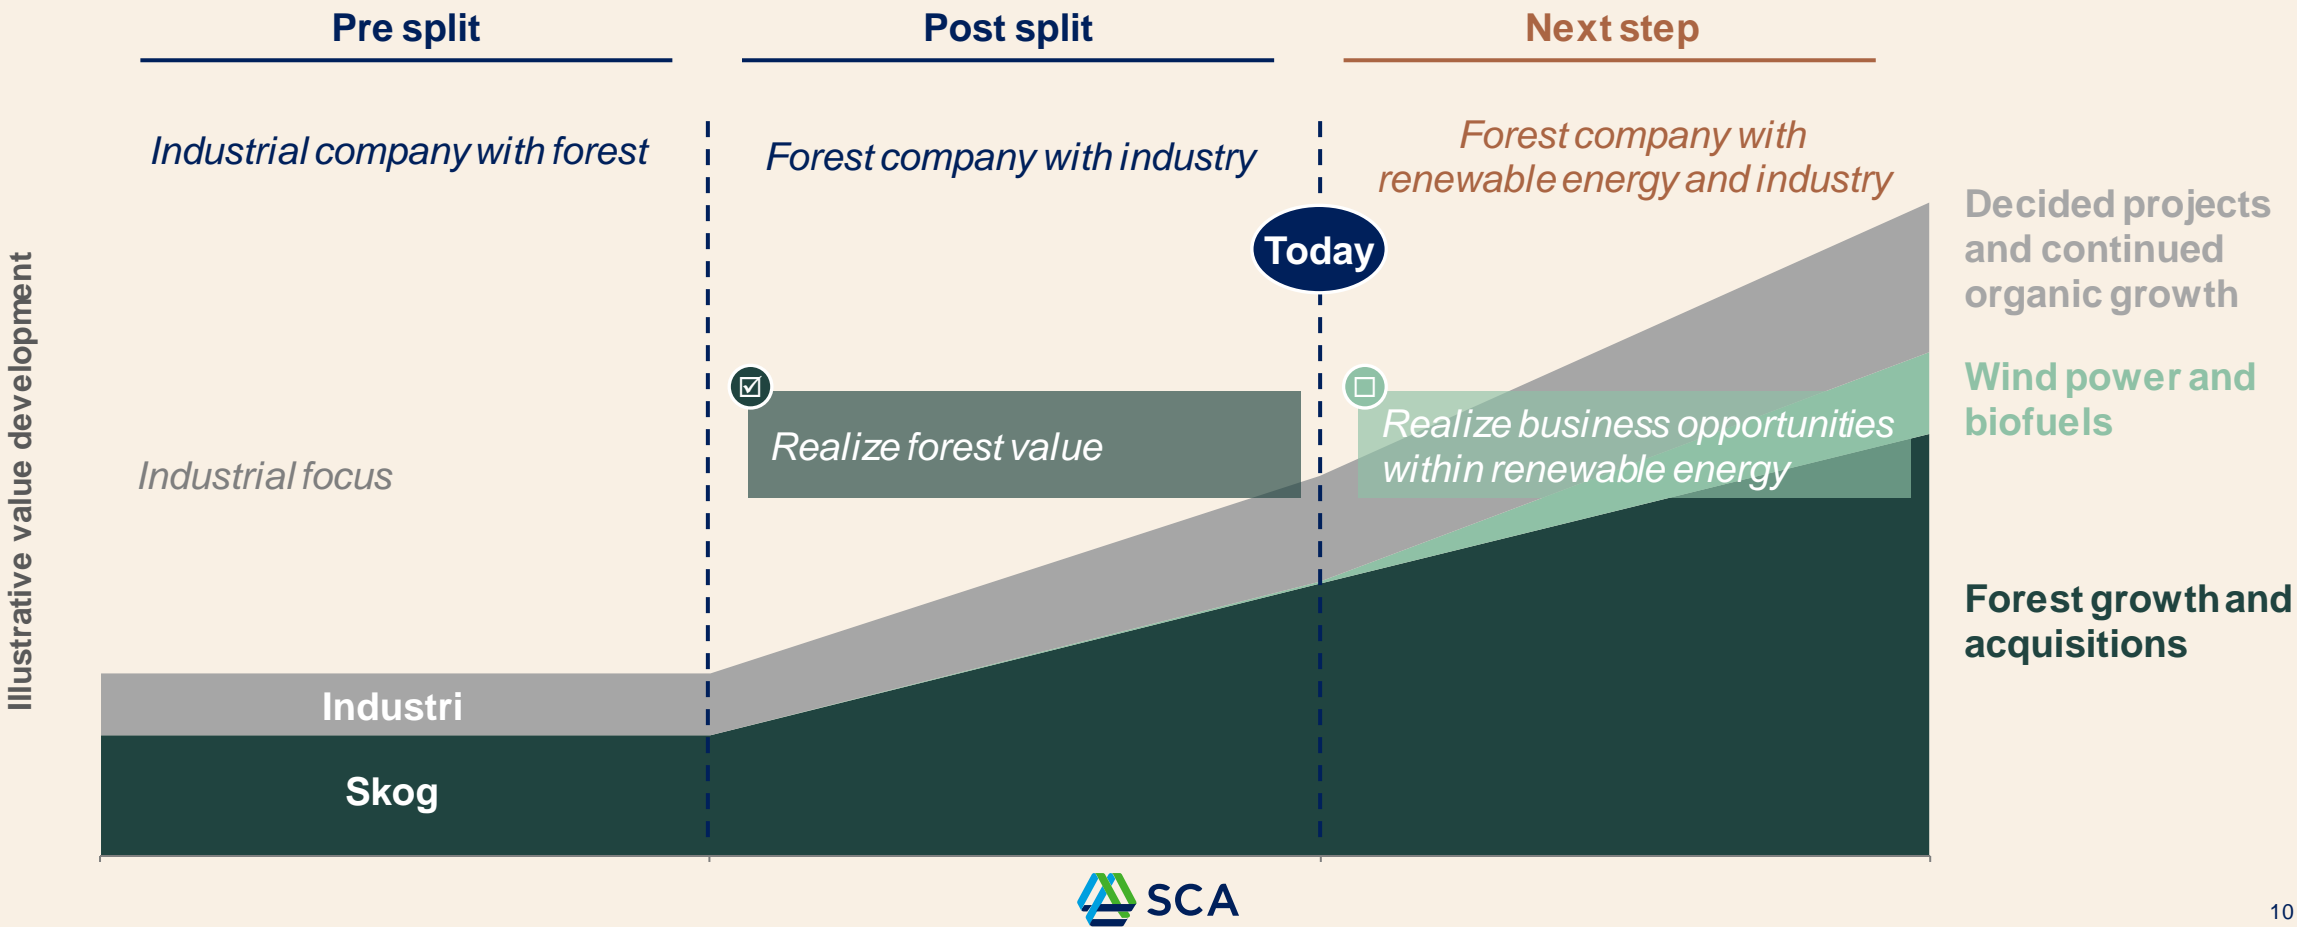 Pre split
Post split
Next step
Industrial company with forest
Forest company with industry
Forest company with
renewable energy and industry
Today
Illustrative value development
Industrial focus
Realize forest value
Realize business opportunities
within renewable energy
Decided projects
and continued
organic growth
Wind power and
biofuels
Forest growth and
acquisitions
Industri
Skog
SCA
10